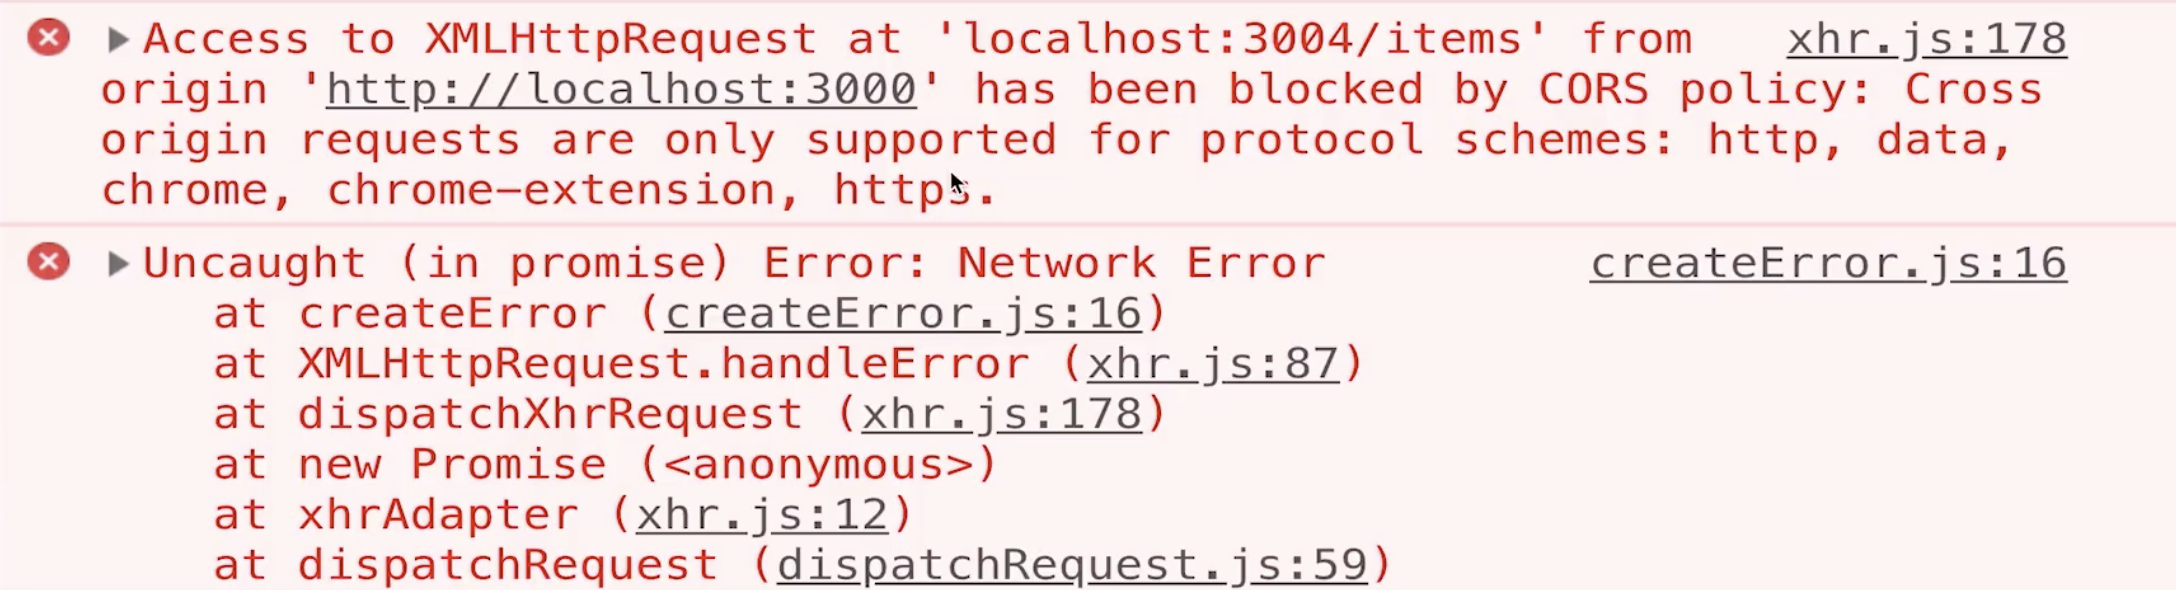 Access to XMLHttpRequest at 'localhost:3004/items' from xhr.js:178
origin 'http://localhost:3000' has been blocked by CORS policy: Cross
origin requests are only supported for protocol schemes: http, data,
chrome, chrome-extension, https.
Uncaught (in promise) Error: Network Error createError.js:16
at createError (createError.js:16)
at XMLHttpRequest.handleError (xhr.js:87)
at dispatchXhrRequest (xhr.js:178)
at new Promise (<anonymous>)
at xhrAdapter (xhr.js:12)
at dispatchRequest (dispatchRequest.js:59)